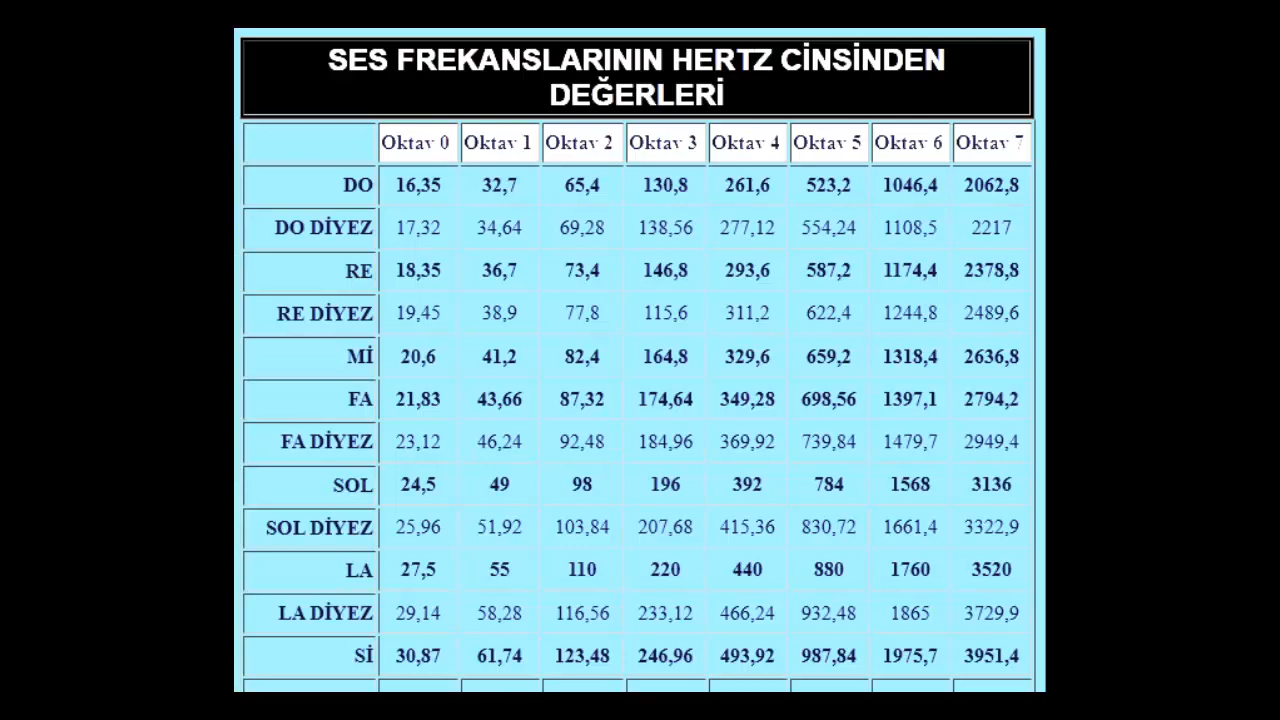 SES FREKANSLARININ HERTZ CİNSİNDEN
DEĞERLERİ
Oktav 0 Oktav 1 Oktav 2 Oktav 3 Oktav 4 Oktav 5 Oktav 6 Oktav 7
DO 16,35 32,7 65,4 130,8 261,6 523,2 1046,4 2062,8
DO DİYEZ 17,32 34,64 69,28 138,56 277,12 554,24 1108,5 2217
RE 18,35 36,7 73,4 146,8 293,6 587,2 1174,4 2378,8
RE DİYEZ 19,45 38,9 77,8 115,6 311,2 622,4 1244,8 2489,6
Mİ 20,6 41,2 82,4 164,8 329,6 659,2 1318,4 2636,8
FA 21,83 43,66 87,32 174,64 349,28 698,56 1397,1 2794,2
FA DİYEZ 23,12 46,24 92,48 184,96 369,92 739,84 1479,7 2949,4
SOL 24,5 49 98 196 392 784 1568 3136
SOL DİYEZ 25,96 51,92 103,84 207,68 415,36 830,72 1661,4 3322,9
LA 27,5 55 110 220 440 880 1760 3520
LA DİYEZ 29,14 58,28 116,56 233,12 466,24 932,48 1865 3729,9
Sİ 30,87 61,74 123,48 246,96 493,92 987,84 1975,7 3951,4